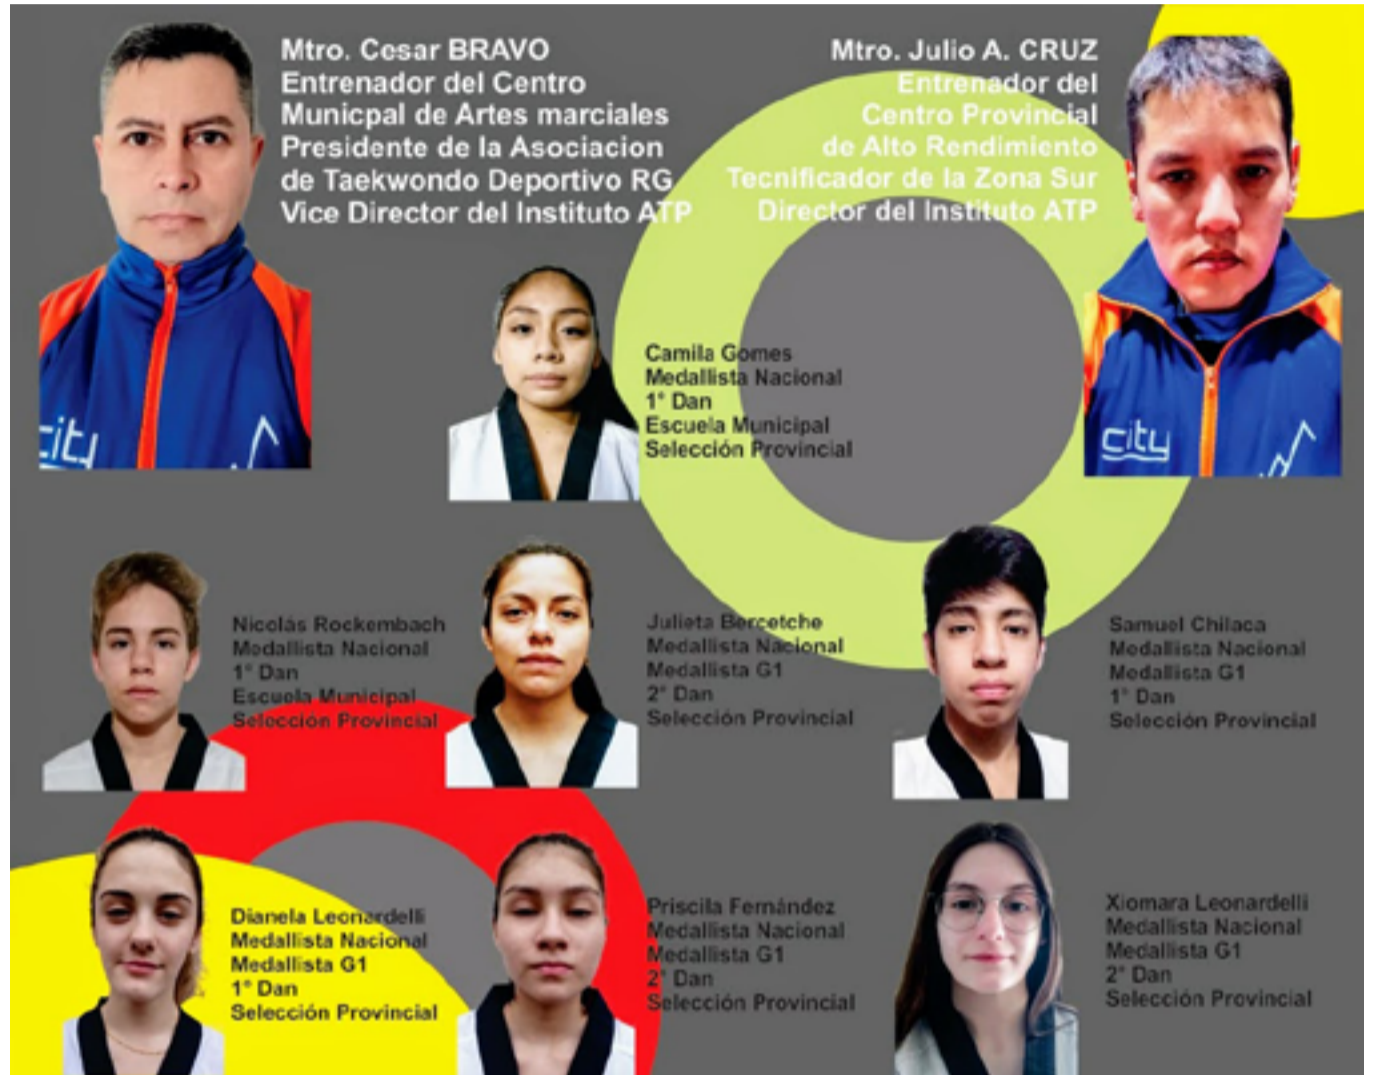 Mtro. Cesar BRAVO
Entrenador del Centro
Municpal de Artes marciales
Presidente de la Asociacion
de Taekwondo Deportivo RG
Vice Director del Instituto ATP
Mtro. Julio A. CRUZ
Entrenador del
Centro Provincial
de Alto Rendimiento
Tecnificador de la Zona Sur
Director del Instituto ATP
city
city
Camila Gomes
Medallista Nacional
1° Dan
Escuela Municipal
Selección Provincial
Nicolás Rockembach
Medallista Nacional
1° Dan
Escuela Municipal
Selección Provincial
Julieta Bercetche
Medallista Nacional
Medallista G1
2° Dan
Selección Provincial
Samuel Chilaca
Medallista Nacional
Medallista G1
1° Dan
Selección Provincial
Dianela Leonardelli
Medallista Nacional
Medallista G1
1° Dan
Selección Provincial
Priscila Fernández
Medallista Nacional
Medallista G1
2° Dan
Selección Provincial
Xiomara Leonardelli
Medallista Nacional
Medallista G1
2° Dan
Selección Provincial